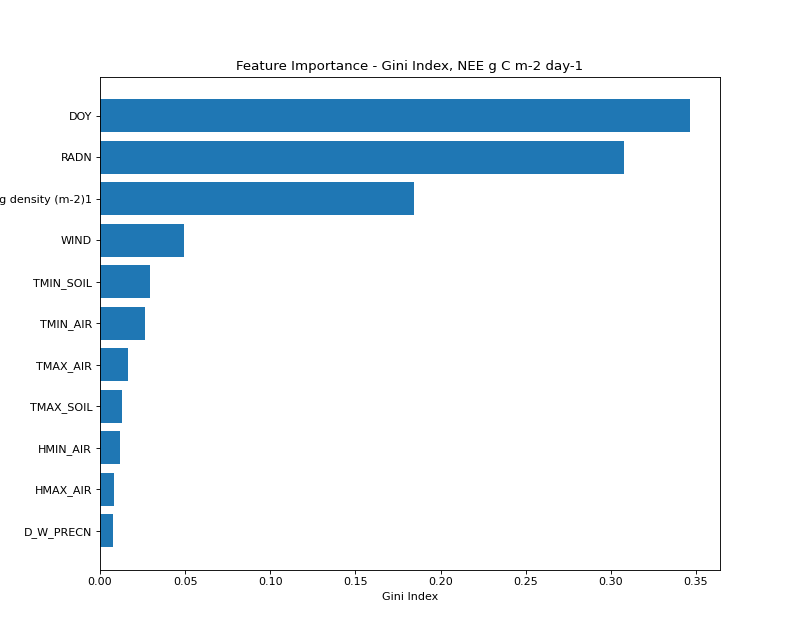 Feature Importance - Gini Index, NEE g C m-2 day-1
DOY
RADN
g density (m-2)1
WIND
TMIN_SOIL
TMIN_AIR
TMAX_AIR
TMAX_SOIL
HMIN_AIR
HMAX_AIR
D_W_PRECN
0.00 0.05 0.10 0.15 0.20 0.25 0.30 0.35
Gini Index